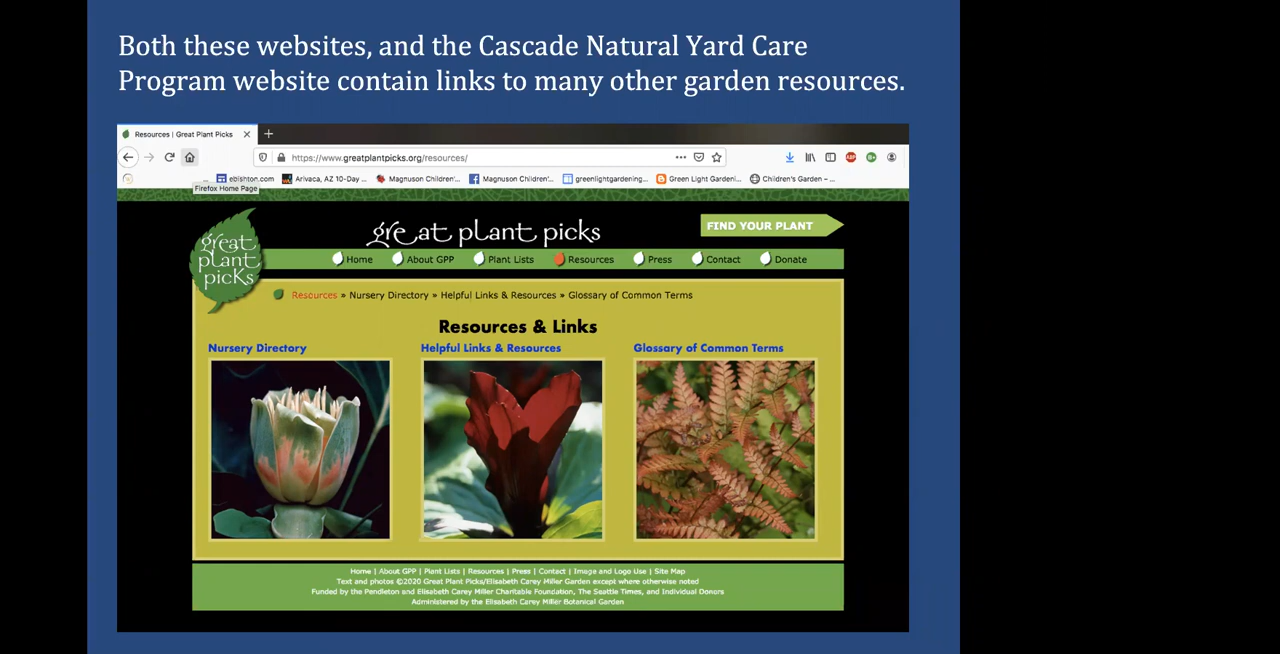 Both these websites, and the Cascade Natural Yard Care
Program website contain links to many other garden resources.
Resources | Great Plant Picks
https://www.greatplantpicks.org/resources/
ABP
... eblshton.com Arivaca, AZ 10-Day ... Magnuson Children'... Magnuson Children'... greenlightgardening... Green Light Gardeni... Children's Garden – ...
Firefox Home Page
great plant picks
FIND YOUR PLANT
great
plant
picks
Home About GPP Plant Lists Resources Press Contact Donate
Resources » Nursery Directory » Helpful Links & Resources » Glossary of Common Terms
Resources & Links
Nursery Directory Helpful Links & Resources Glossary of Common Terms
Home | About GPP | Plant Lists | Resources | Press | Contact | Image and Logo Use | Site Map
Text and photos ©2020 Great Plant Picks/Elisabeth Carey Miller Garden except where otherwise noted
Funded by the Pendleton and Elisabeth Carey Miller Charitable Foundation, The Seattle Times, and Individual Donors
Administered by the Elisabeth Carey Miller Botanical Garden